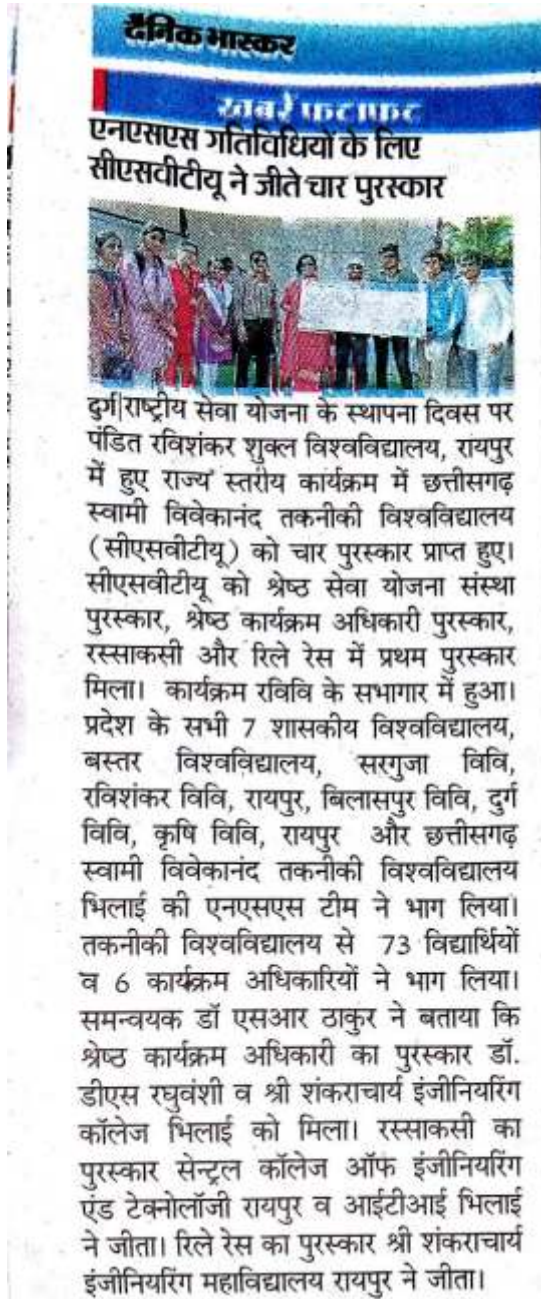 दैनिक भास्कर
खबरें फटाफट
एनएसएस गतिविधियों के लिए
सीएसवीटीयू ने जीते चार पुरस्कार
दुर्ग|राष्ट्रीय सेवा योजना के स्थापना दिवस पर
पंडित रविशंकर शुक्ल विश्वविद्यालय, रायपुर
में हुए राज्य स्तरीय कार्यक्रम में छत्तीसगढ़
स्वामी विवेकानंद तकनीकी विश्वविद्यालय
(सीएसवीटीयू) को चार पुरस्कार प्राप्त हुए।
सीएसवीटीयू को श्रेष्ठ सेवा योजना संस्था
पुरस्कार, श्रेष्ठ कार्यक्रम अधिकारी पुरस्कार,
रस्साकसी और रिले रेस में प्रथम पुरस्कार
मिला। कार्यक्रम रविवि के सभागार में हुआ।
प्रदेश के सभी 7 शासकीय विश्वविद्यालय,
बस्तर विश्वविद्यालय, सरगुजा विवि,
रविशंकर विवि, रायपुर, बिलासपुर विवि, दुर्ग
विवि, कृषि विवि, रायपुर और छत्तीसगढ़
स्वामी विवेकानंद तकनीकी विश्वविद्यालय
भिलाई की एनएसएस टीम ने भाग लिया।
तकनीकी विश्वविद्यालय से 73 विद्यार्थियों
व 6 कार्यक्रम अधिकारियों ने भाग लिया।
समन्वयक डॉ एसआर ठाकुर ने बताया कि
श्रेष्ठ कार्यक्रम अधिकारी का पुरस्कार डॉ.
डीएस रघुवंशी व श्री शंकराचार्य इंजीनियरिंग
कॉलेज भिलाई को मिला। रस्साकसी का
पुरस्कार सेन्ट्रल कॉलेज ऑफ इंजीनियरिंग
एंड टेक्नोलॉजी रायपुर व आईटीआई भिलाई
ने जीता। रिले रेस का पुरस्कार श्री शंकराचार्य
इंजीनियरिंग महाविद्यालय रायपुर ने जीता।